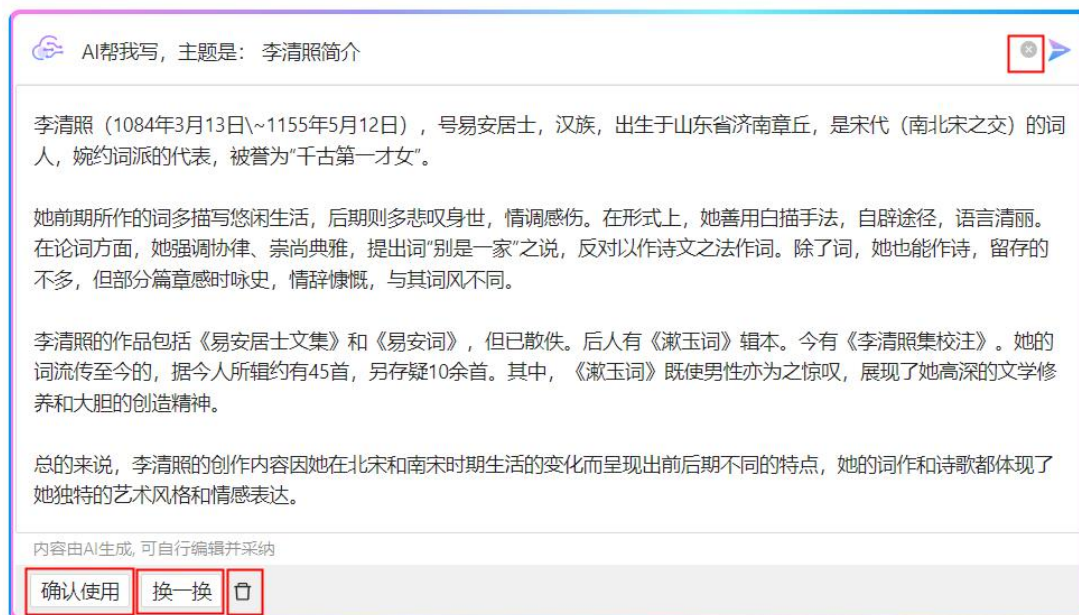 AI帮我写，主题是： 李清照简介
李清照（1084年3月13日\~1155年5月12日），号易安居士，汉族，出生于山东省济南章丘，是宋代（南北宋之交）的词
人，婉约词派的代表，被誉为"千古第一才女"。
她前期所作的词多描写悠闲生活，后期则多悲叹身世，情调感伤。在形式上，她善用白描手法，自辟途径，语言清丽。
在论词方面，她强调协律、崇尚典雅，提出词"别是一家"之说，反对以作诗文之法作词。除了词，她也能作诗，留存的
不多，但部分篇章感时咏史，情辞慷慨，与其词风不同。
李清照的作品包括《易安居士文集》和《易安词》，但已散佚。后人有《漱玉词》辑本。今有《李清照集校注》。她的
词流传至今的，据今人所辑约有45首，另存疑10余首。其中，《漱玉词》既使男性亦为之惊叹，展现了她高深的文学修
养和大胆的创造精神。
总的来说，李清照的创作内容因她在北宋和南宋时期生活的变化而呈现出前后期不同的特点，她的词作和诗歌都体现了
她独特的艺术风格和情感表达。
内容由AI生成, 可自行编辑并采纳
确认使用 换一换